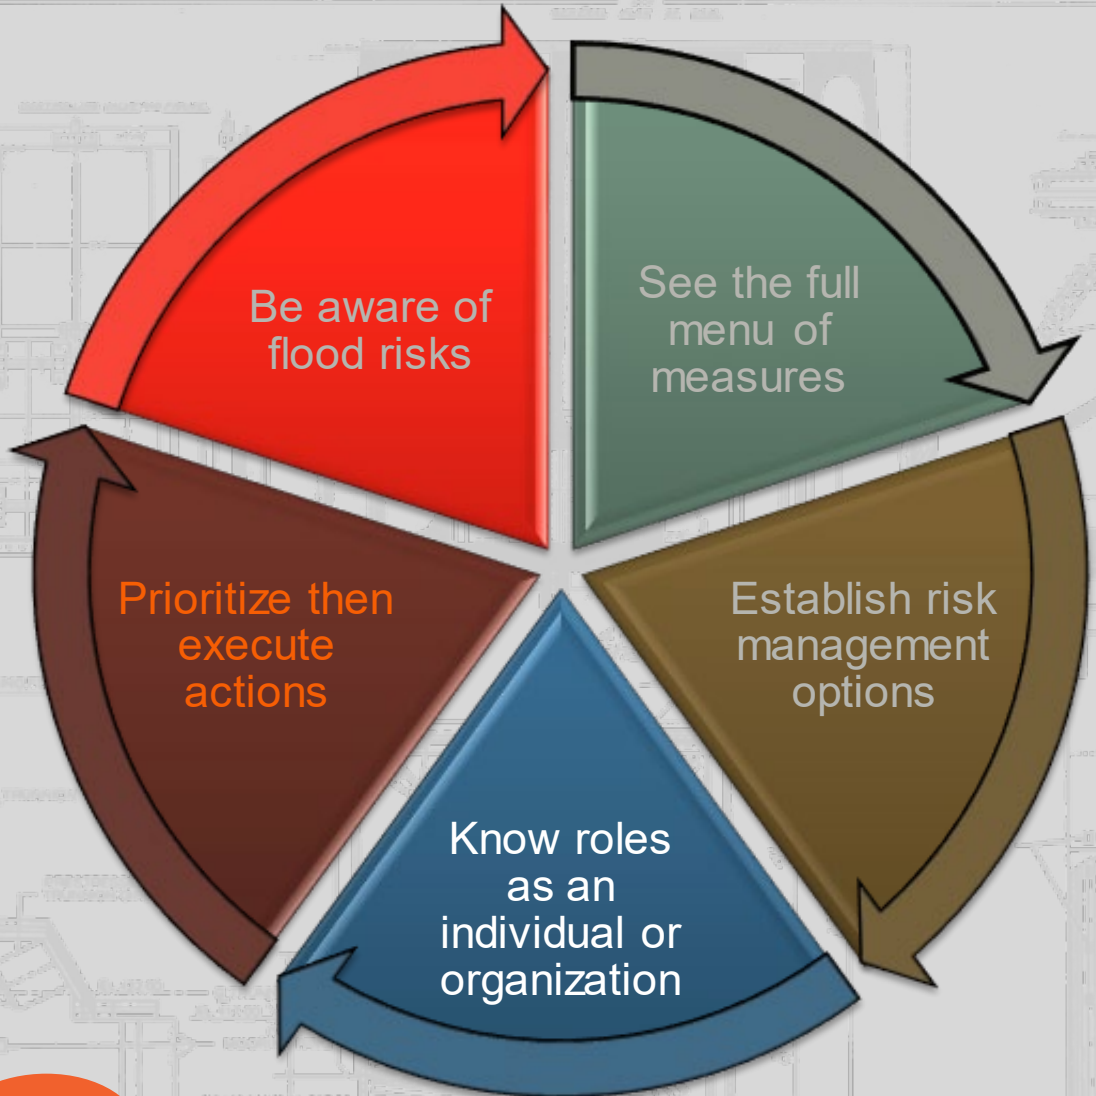 Be aware of
flood risks
See the full
menu of
measures
Establish risk
management
options
Know roles
as an
individual or
organization
Prioritize then
execute
actions